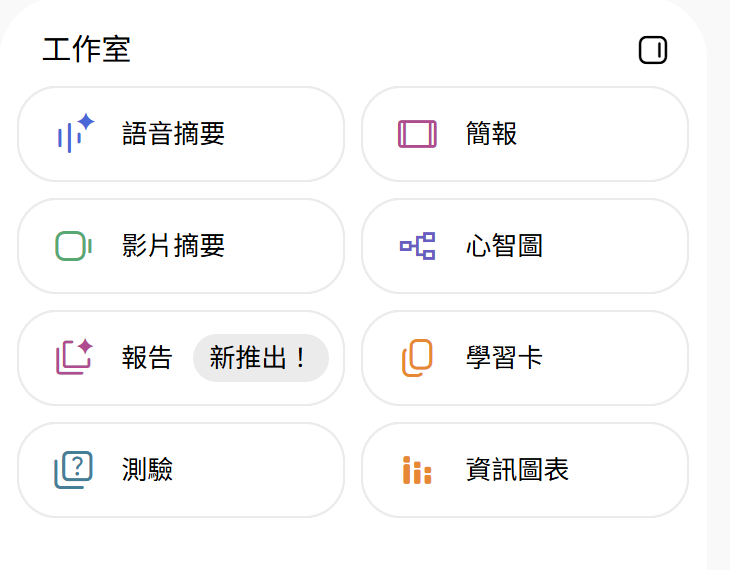 工作室
語音摘要
簡報
影片摘要
心智圖
報告 新推出！
學習卡
測驗
資訊圖表